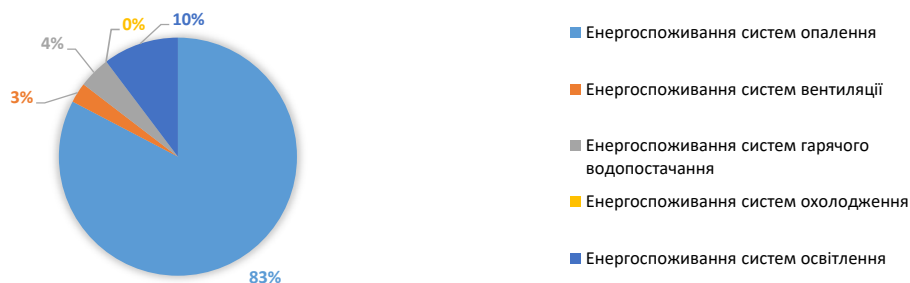 0%
10%
4%
3%
83%
Енергоспоживання систем опалення
Енергоспоживання систем вентиляції
Енергоспоживання систем гарячого
водопостачання
Енергоспоживання систем охолодження
Енергоспоживання систем освітлення